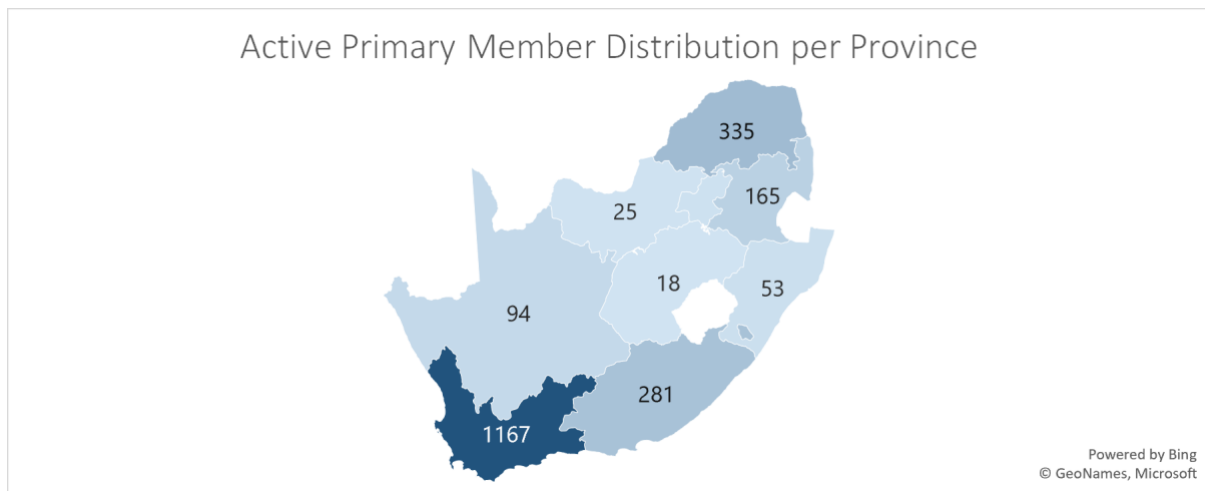 Active Primary Member Distribution per Province
335
165
25
18
53
94
281
1167
Powered by Bing
© GeoNames, Microsoft